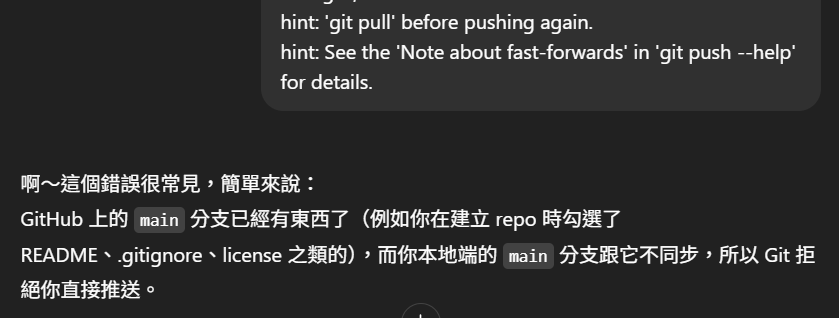 hint: 'git pull' before pushing again.
hint: See the 'Note about fast-forwards' in 'git push --help'
for details.
啊～這個錯誤很常見，簡單來說：
GitHub 上的 main 分支已經有東西了（例如你在建立 repo 時勾選了
README、.gitignore、license 之類的），而你本地端的 main 分支跟它不同步，所以 Git 拒
絕你直接推送。